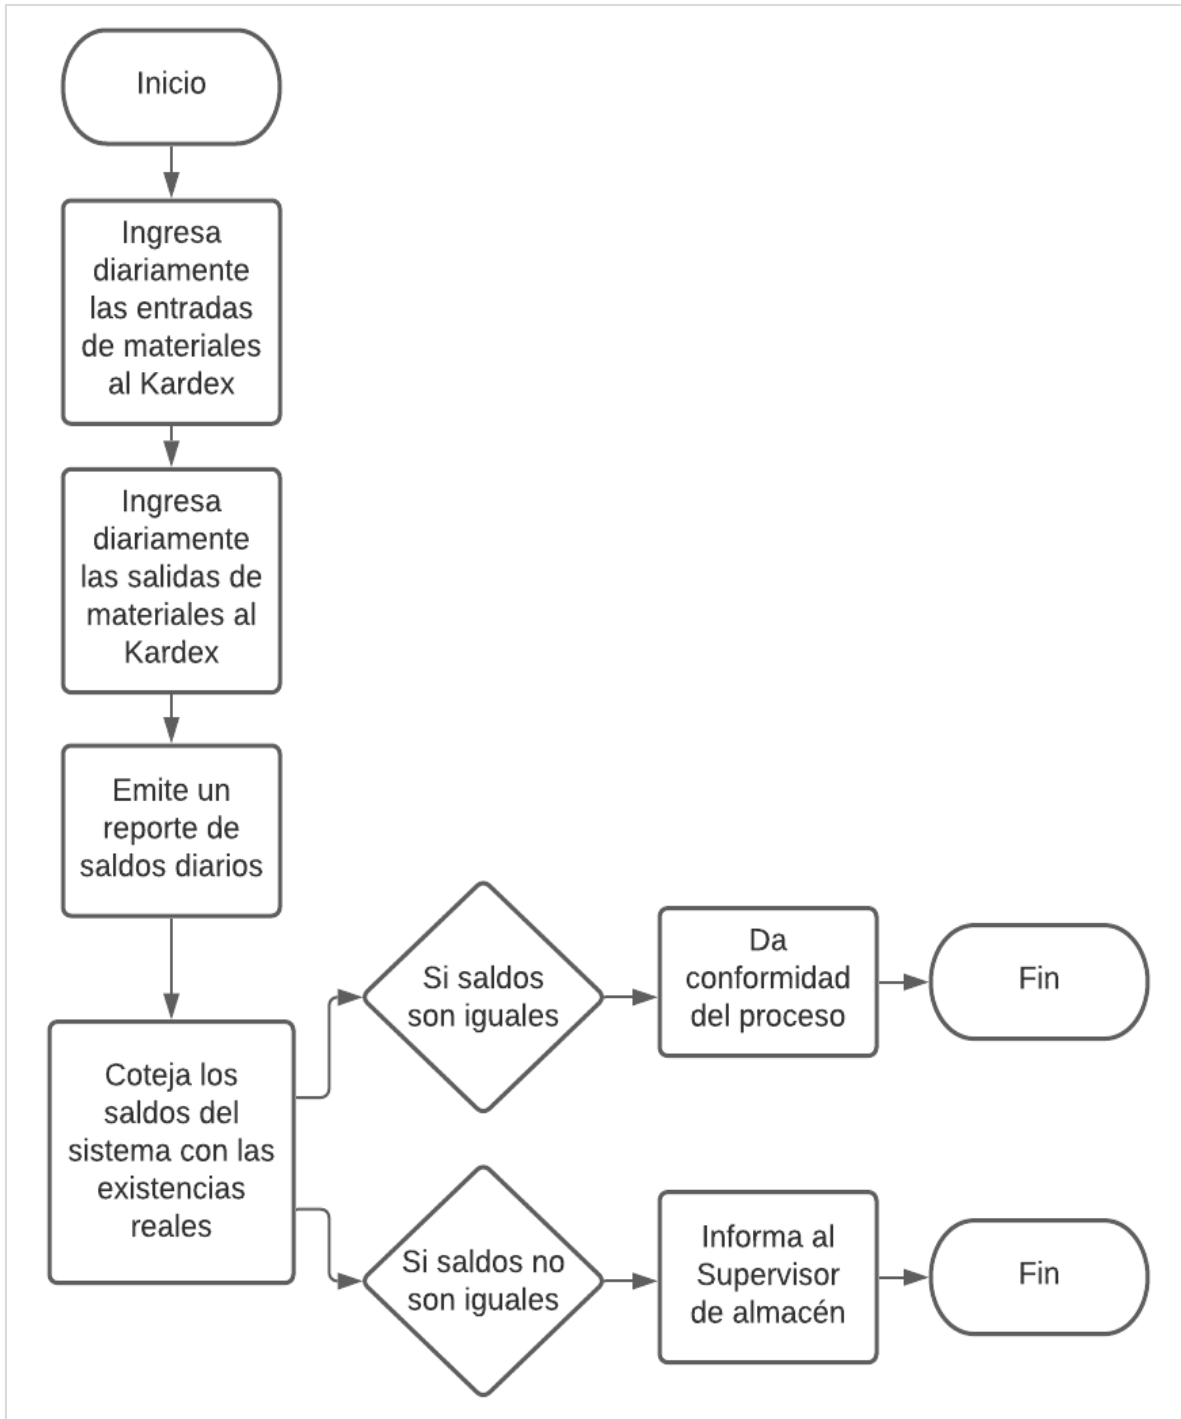 Inicio
Ingresa
diariamente
las entradas
de materiales
al Kardex
Ingresa
diariamente
las salidas de
materiales al
Kardex
Emite un
reporte de
saldos diarios
Coteja los
saldos del
sistema con las
existencias
reales
Si saldos
son iguales
Da
conformidad
del proceso
Fin
Si saldos no
son iguales
Informa al
Supervisor
de almacén
Fin